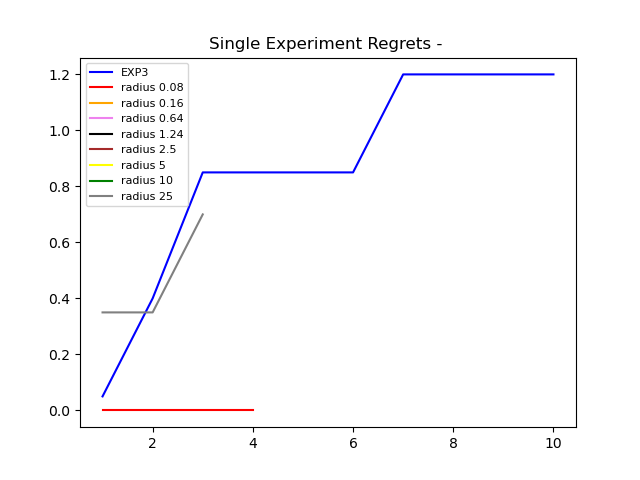 Single Experiment Regrets -
EXP3
radius 0.08
radius 0.16
radius 0.64
radius 1.24
radius 2.5
radius 5
radius 10
radius 25
1.2
1.0
0.8
0.6
0.4
0.2
0.0
2 4 6 8 10